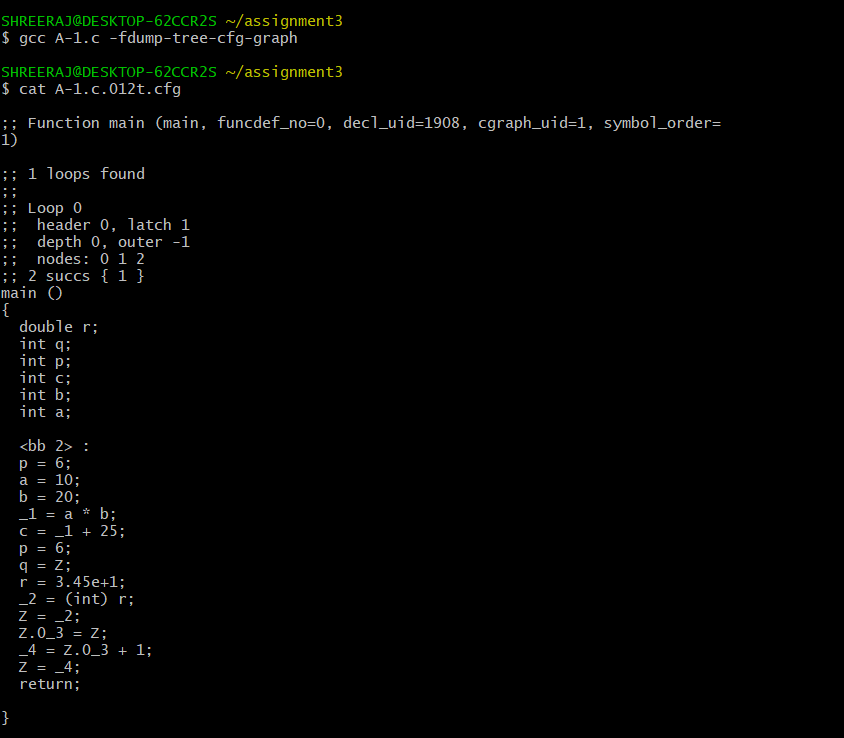 SHREERAJ@DESKTOP-62CCR2S ~/assignment3
$ gcc A-1.c -fdump-tree-cfg-graph
SHREERAJ@DESKTOP-62CCR2S ~/assignment3
$ cat A-1.c.012t.cfg
;; Function main (main, funcdef_no=0, decl_uid=1908, cgraph_uid=1, symbol_order=
1)
;; 1 loops found
;;
;; Loop 0
;;  header 0, latch 1
;;  depth 0, outer -1
;;  nodes: 0 1 2
;; 2 succs { 1 }
main ()
{
  double r;
  int q;
  int p;
  int c;
  int b;
  int a;
  <bb 2> :
  p = 6;
  a = 10;
  b = 20;
  _1 = a * b;
  c = _1 + 25;
  p = 6;
  q = Z;
  r = 3.45e+1;
  _2 = (int) r;
  Z = _2;
  Z.0_3 = Z;
  _4 = Z.0_3 + 1;
  Z = _4;
  return;
}